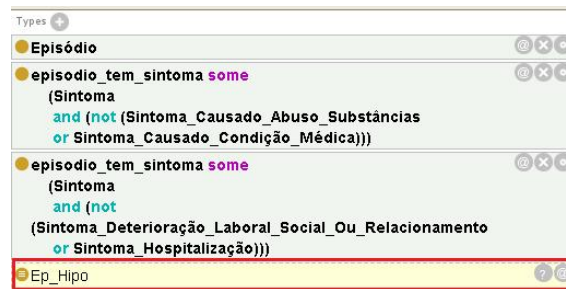 Types
Episódio
episodio_tem_sintoma some
(Sintoma
and (not (Sintoma_Causado_Abuso_Substâncias
or Sintoma_Causado_Condição_Médica)))
episodio_tem_sintoma some
(Sintoma
and (not
(Sintoma_Deterioração_Laboral_Social_Ou_Relacionamento
or Sintoma_Hospitalização)))
Ep_Hipo